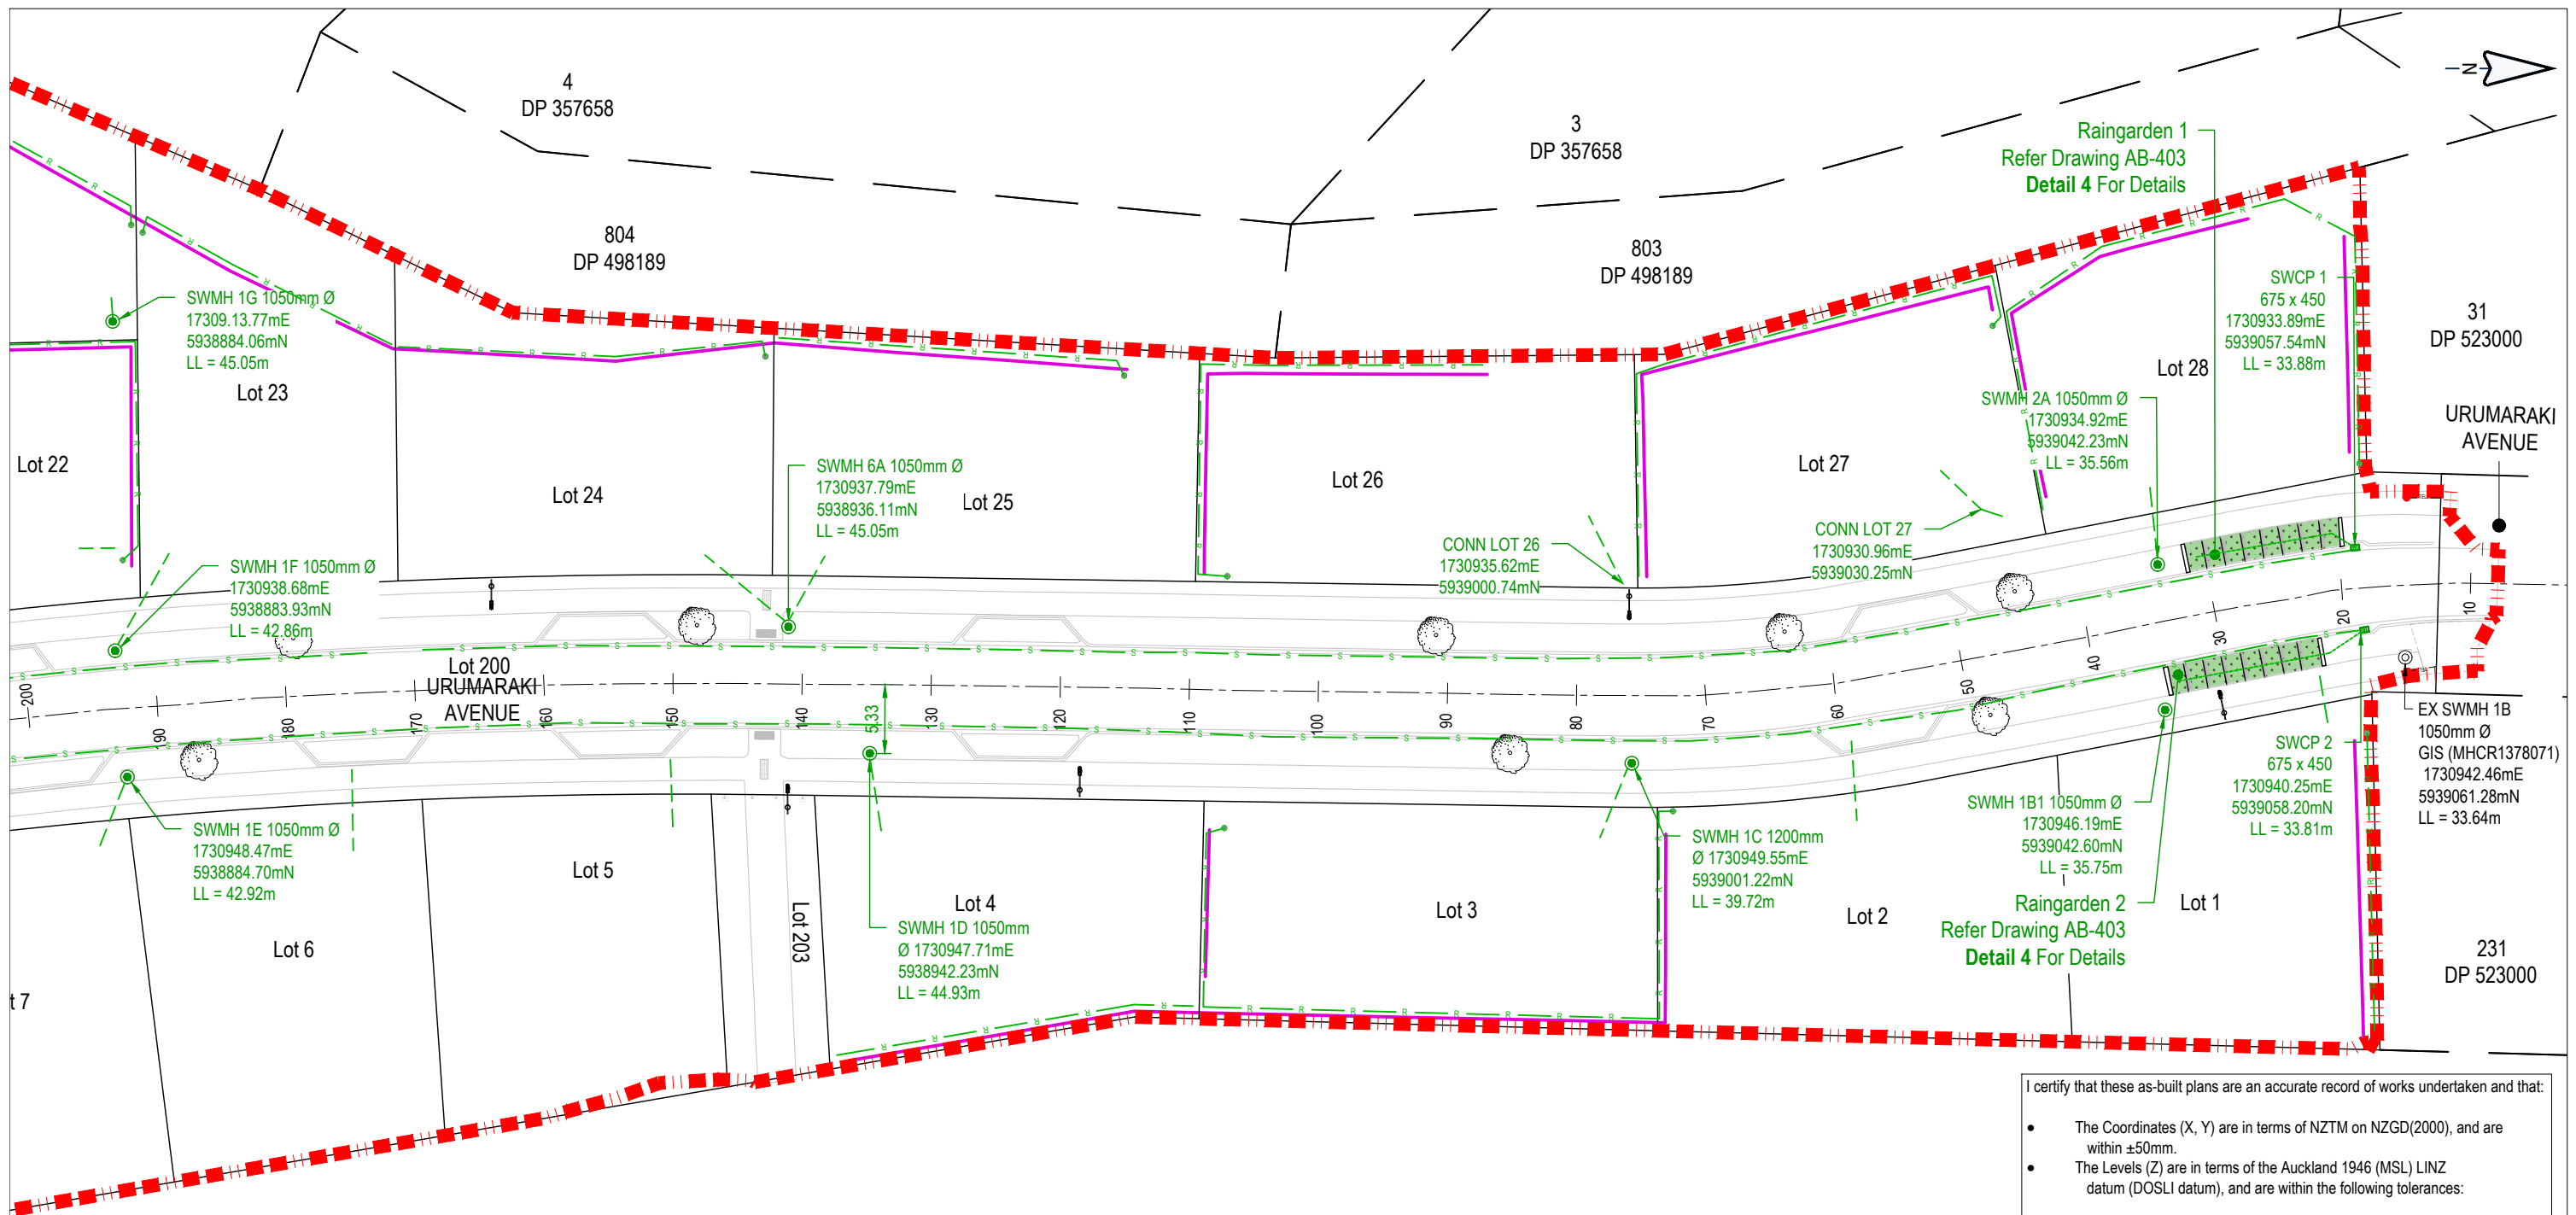 4
DP 357658
3
DP 357658
N
Raingarden 1
Refer Drawing AB-403
Detail 4 For Details
804
DP 498189
803
DP 498189
SWMH 1G 1050mm Ø
17309.13.77mE
5938884.06mN
LL = 45.05m
SWCP 1
675 x 450
1730933.89mE
5939057.54mN
LL = 33.88m
31
DP 523000
Lot 23
Lot 28
SWMH 2A 1050mm Ø
1730934.92mE
5939042.23mN
LL = 35.56m
URUMARAKI
AVENUE
Lot 22
Lot 24
SWMH 6A 1050mm Ø
1730937.79mE
5938936.11mN
LL = 45.05m
Lot 25
Lot 26
Lot 27
CONN LOT 26
1730935.62mE
5939000.74mN
CONN LOT 27
1730930.96mE
5939030.25mN
SWMH 1F 1050mm Ø
1730938.68mE
5938883.93mN
LL = 42.86m
Lot 200
URUMARAKI
AVENUE
200
190
180
170
160
150
140
130
120
110
100
90
80
70
60
50
40
30
20
10
5.33
EX SWMH 1B
1050mm Ø
GIS (MHCR1378071)
1730942.46mE
5939061.28mN
LL = 33.64m
SWCP 2
675 x 450
1730940.25mE
5939058.20mN
LL = 33.81m
SWMH 1B1 1050mm Ø
1730946.19mE
5939042.60mN
LL = 35.75m
SWMH 1E 1050mm Ø
1730948.47mE
5938884.70mN
LL = 42.92m
SWMH 1C 1200mm
Ø 1730949.55mE
5939001.22mN
LL = 39.72m
Lot 5
Lot 6
Lot 203
Lot 4
SWMH 1D 1050mm
Ø 1730947.71mE
5938942.23mN
LL = 44.93m
Lot 3
Lot 2
Raingarden 2
Refer Drawing AB-403
Detail 4 For Details
Lot 1
231
DP 523000
t 7
I certify that these as-built plans are an accurate record of works undertaken and that:
● The Coordinates (X, Y) are in terms of NZTM on NZGD(2000), and are
within ±50mm.
● The Levels (Z) are in terms of the Auckland 1946 (MSL) LINZ
datum (DOSLI datum), and are within the following tolerances: